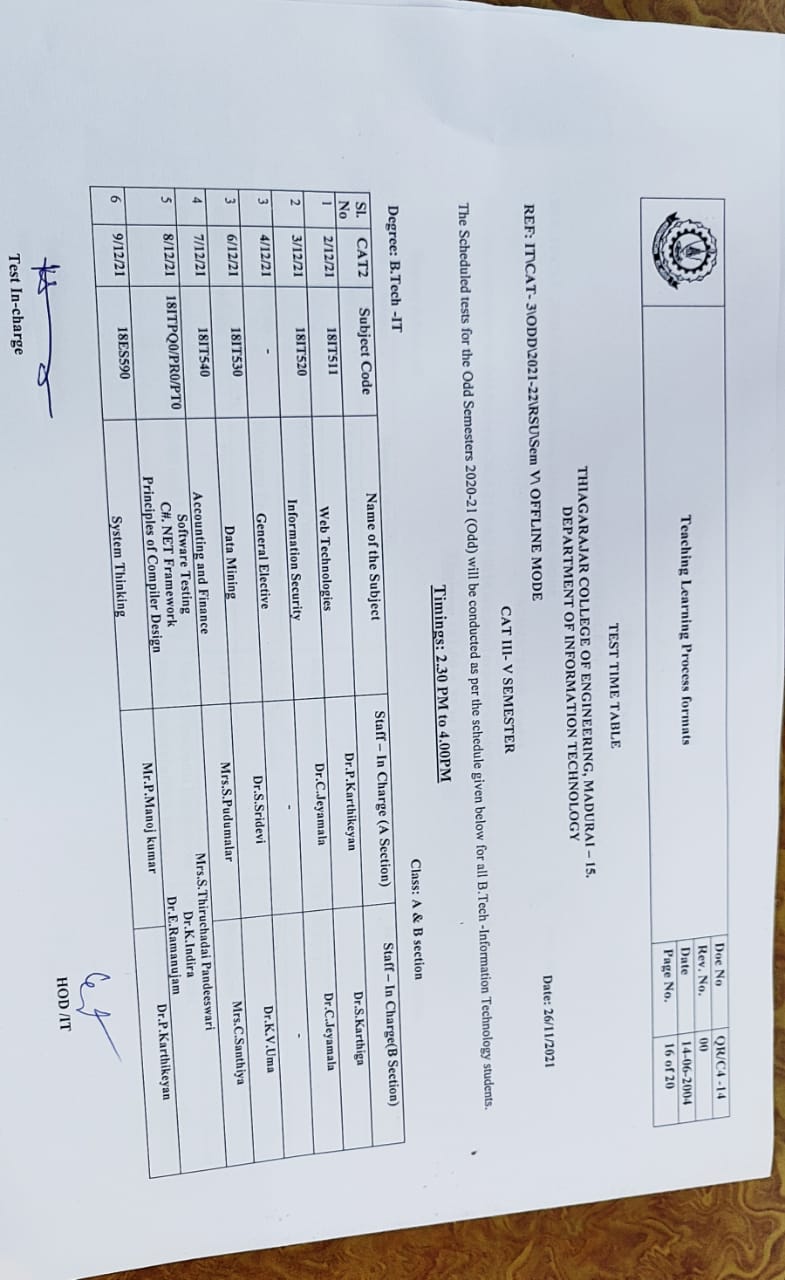 Teaching Learning Process formats
Doc No QR/C4 -14
Rev. No. 00
Date 14-06-2004
Page No. 16 of 20
TEST TIME TABLE
THIAGARAJAR COLLEGE OF ENGINEERING, MADURAI – 15.
DEPARTMENT OF INFORMATION TECHNOLOGY
REF: IT\CAT- 3\ODD\2021-22\RSU\Sem V\ OFFLINE MODE Date: 26/11/2021
CAT III- V SEMESTER
The Scheduled tests for the Odd Semesters 2020-21 (Odd) will be conducted as per the schedule given below for all B.Tech -Information Technology students.
Timings: 2.30 PM to 4.00PM
Degree: B.Tech -IT Class: A & B section
Sl. No CAT2 Subject Code Name of the Subject Staff – In Charge (A Section) Staff – In Charge(B Section)
1 2/12/21 18IT511 Web Technologies Dr.P.Karthikeyan Dr.S.Karthiga
2 3/12/21 18IT520 Information Security Dr.C.Jeyamala Dr.C.Jeyamala
3 4/12/21 - General Elective - -
3 6/12/21 18IT530 Data Mining Dr.S.Sridevi Dr.K.V.Uma
4 7/12/21 18IT540 Accounting and Finance Mrs.S.Pudumalar Mrs.C.Santhiya
5 8/12/21 18ITPQ0/PR0/PT0 Software Testing Mrs.S.Thiruchadai Pandeeswari
C#. NET Framework Dr.K.Indira
Principles of Compiler Design Dr.E.Ramanujam
6 9/12/21 18ES590 System Thinking Mr.P.Manoj kumar Dr.P.Karthikeyan
Test In-charge HOD /IT